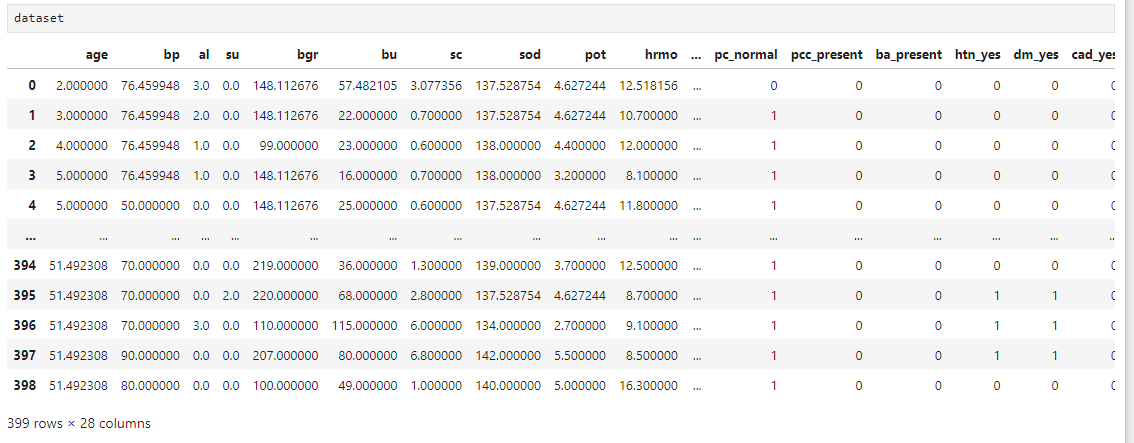 dataset
age bp al su bgr bu sc sod pot hrmo ... pc_normal pcc_present ba_present htn_yes dm_yes cad_yes
0 2.000000 76.459948 3.0 0.0 148.112676 57.482105 3.077356 137.528754 4.627244 12.518156 ... 0 0 0 0 0 0
1 3.000000 76.459948 2.0 0.0 148.112676 22.000000 0.700000 137.528754 4.627244 10.700000 ... 1 0 0 0 0 0
2 4.000000 76.459948 1.0 0.0 99.000000 23.000000 0.600000 138.000000 4.400000 12.000000 ... 1 0 0 0 0 0
3 5.000000 76.459948 1.0 0.0 148.112676 16.000000 0.700000 138.000000 3.200000 8.100000 ... 1 0 0 0 0 0
4 5.000000 50.000000 0.0 0.0 148.112676 25.000000 0.600000 137.528754 4.627244 11.800000 ... 1 0 0 0 0 0
... ... ... ... ... ... ... ... ... ... ... ... ... ... ... ... ... ...
394 51.492308 70.000000 0.0 0.0 219.000000 36.000000 1.300000 139.000000 3.700000 12.500000 ... 1 0 0 0 0 0
395 51.492308 70.000000 0.0 2.0 220.000000 68.000000 2.800000 137.528754 4.627244 8.700000 ... 1 0 0 1 1 0
396 51.492308 70.000000 3.0 0.0 110.000000 115.000000 6.000000 134.000000 2.700000 9.100000 ... 1 0 0 1 1 0
397 51.492308 90.000000 0.0 0.0 207.000000 80.000000 6.800000 142.000000 5.500000 8.500000 ... 1 0 0 1 1 0
398 51.492308 80.000000 0.0 0.0 100.000000 49.000000 1.000000 140.000000 5.000000 16.300000 ... 1 0 0 0 0 0
399 rows × 28 columns